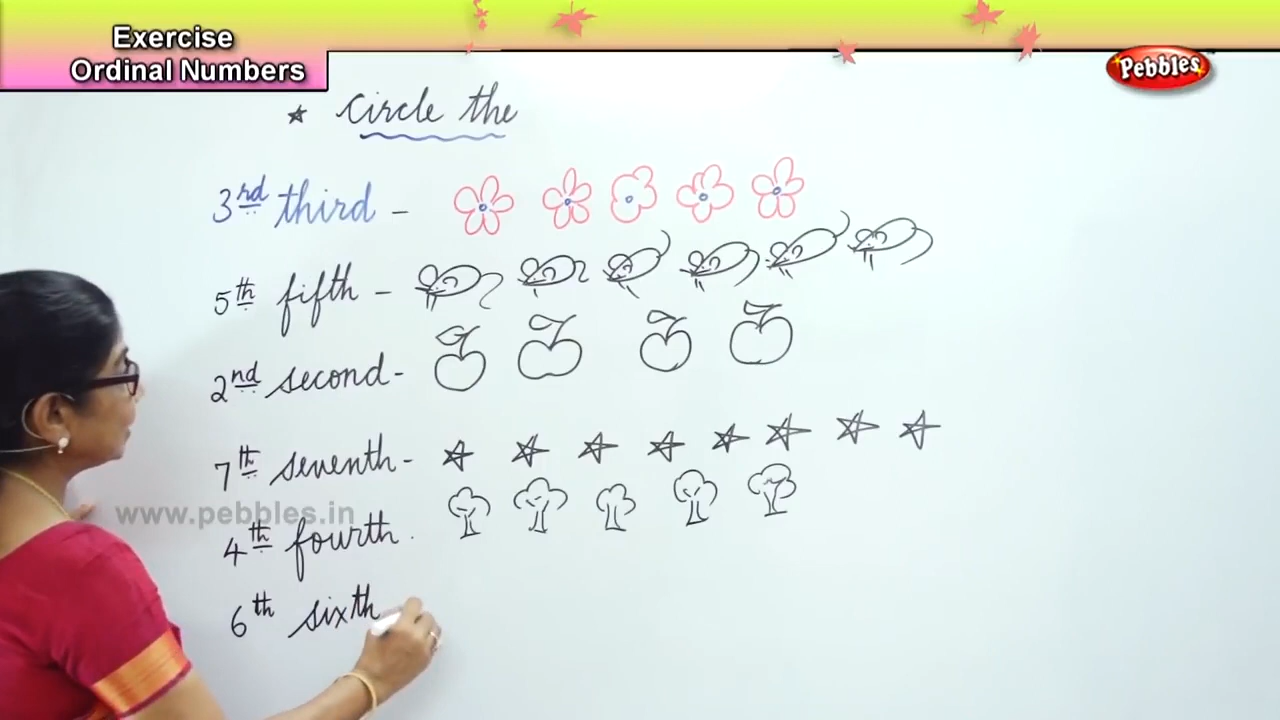 Exercise
Ordinal Numbers
Pebbles
★ Circle the
3rd third -
5th fifth -
2nd second -
7th seventh -
4th fourth .
6th sixth
www.pebbles.in